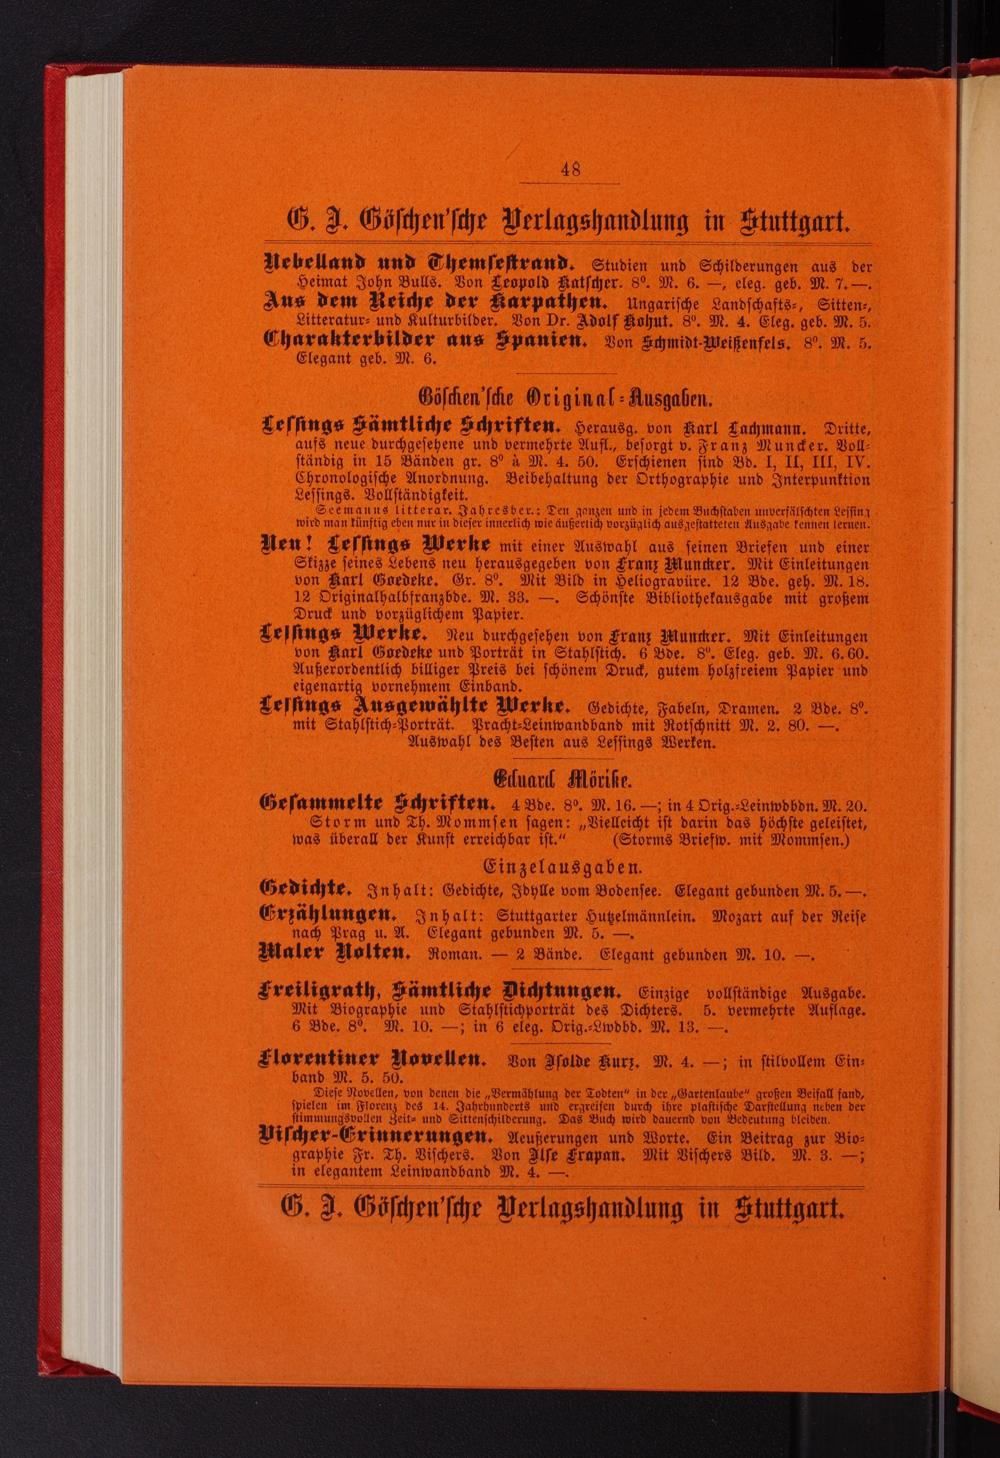 48
G. J. Göschen'sche Verlagshandlung in Stuttgart.
Nebelland und Themsestrand. Studien und Schilderungen aus der
Heimat John Bulls. Von Leopold Katscher. 8⁰. M. 6. —, eleg. geb. M. 7. —.
Aus dem Reiche der Karpathen. Ungarische Landschafts-, Sitten-,
Litteratur- und Kulturbilder. Von Dr. Adolf Kohut. 8⁰. M. 4. Eleg. geb. M. 5.
Charakterbilder aus Spanien. Von Schmidt-Weißenfels. 8⁰. M. 5.
Elegant geb. M. 6.
Göschen'sche Original-Ausgaben.
Lessings Sämtliche Schriften. Herausg. von Karl Lachmann. Dritte,
aufs neue durchgesehene und vermehrte Aufl., besorgt v. Franz Muncker. Voll-
ständig in 15 Bänden gr. 8⁰ à M. 4. 50. Erschienen sind Bd. I, II, III, IV.
Chronologische Anordnung. Beibehaltung der Orthographie und Interpunktion
Lessings. Vollständigkeit.
Seemanns litterar. Jahresber.: Den ganzen und in jedem Buchstaben unverfälschten Lessing
wird man künftig eben nur in dieser innerlich wie äußerlich vorzüglich ausgestatteten Ausgabe kennen lernen.
Neu! Lessings Werke mit einer Auswahl aus seinen Briefen und einer
Skizze seines Lebens neu herausgegeben von Franz Muncker. Mit Einleitungen
von Karl Goedeke. Gr. 8⁰. Mit Bild in Heliogravüre. 12 Bde. geh. M. 18.
12 Originalhalbfranzbde. M. 33. —. Schönste Bibliothekausgabe mit großem
Druck und vorzüglichem Papier.
Lessings Werke. Neu durchgesehen von Franz Muncker. Mit Einleitungen
von Karl Goedeke und Porträt in Stahlstich. 6 Bde. 8⁰. Eleg. geb. M. 6.60.
Außerordentlich billiger Preis bei schönem Druck, gutem holzfreiem Papier und
eigenartig vornehmem Einband.
Lessings Ausgewählte Werke. Gedichte, Fabeln, Dramen. 2 Bde. 8⁰.
mit Stahlstich-Porträt. Pracht-Leinwandband mit Rotschnitt M. 2. 80. —.
Auswahl des Besten aus Lessings Werken.
Eduard Mörike.
Gesammelte Schriften. 4 Bde. 8⁰. M. 16. —; in 4 Orig.-Leinwdbbn. M. 20.
Storm und Th. Mommsen sagen: „Vielleicht ist darin das höchste geleistet,
was überall der Kunst erreichbar ist.“ (Storms Briefw. mit Mommsen.)
Einzelausgaben.
Gedichte. Inhalt: Gedichte, Idylle vom Bodensee. Elegant gebunden M. 5. —.
Erzählungen. Inhalt: Stuttgarter Hutzelmännlein. Mozart auf der Reise
nach Prag u. A. Elegant gebunden M. 5. —.
Maler Nolten. Roman. — 2 Bände. Elegant gebunden M. 10. —.
Freiligrath, Sämtliche Dichtungen. Einzige vollständige Ausgabe.
Mit Biographie und Stahlstichporträt des Dichters. 5. vermehrte Auflage.
6 Bde. 8⁰. M. 10. —; in 6 eleg. Orig.-Lwdbd. M. 13. —.
Florentiner Novellen. Von Isolde Kurz. M. 4. —; in stilvollem Ein-
band M. 5. 50.
Diese Novellen, von denen die „Vermählung der Todten“ in der „Gartenlaube“ großen Beifall fand,
spielen im Florenz des 14. Jahrhunderts und ergreifen durch ihre plastische Darstellung neben der
stimmungsvollen Zeit- und Sittenschilderung. Das Buch wird dauernd von Bedeutung bleiben.
Vischer-Erinnerungen. Aeußerungen und Worte. Ein Beitrag zur Bio-
graphie Fr. Th. Vischers. Von Ilse Frapan. Mit Vischers Bild. M. 3. —;
in elegantem Leinwandband M. 4. —.
G. J. Göschen'sche Verlagshandlung in Stuttgart.